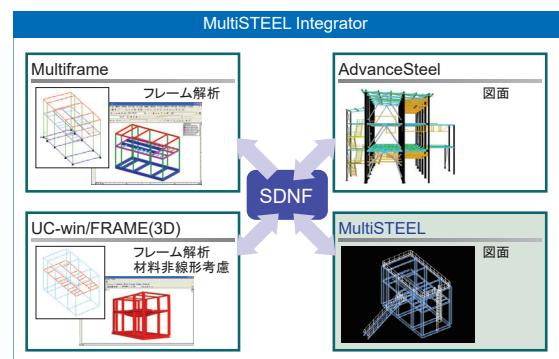 MultiSTEEL Integrator
Multiframe
フレーム解析
AdvanceSteel
図面
SDNF
UC-win/FRAME(3D)
フレーム解析
材料非線形考慮
MultiSTEEL
図面